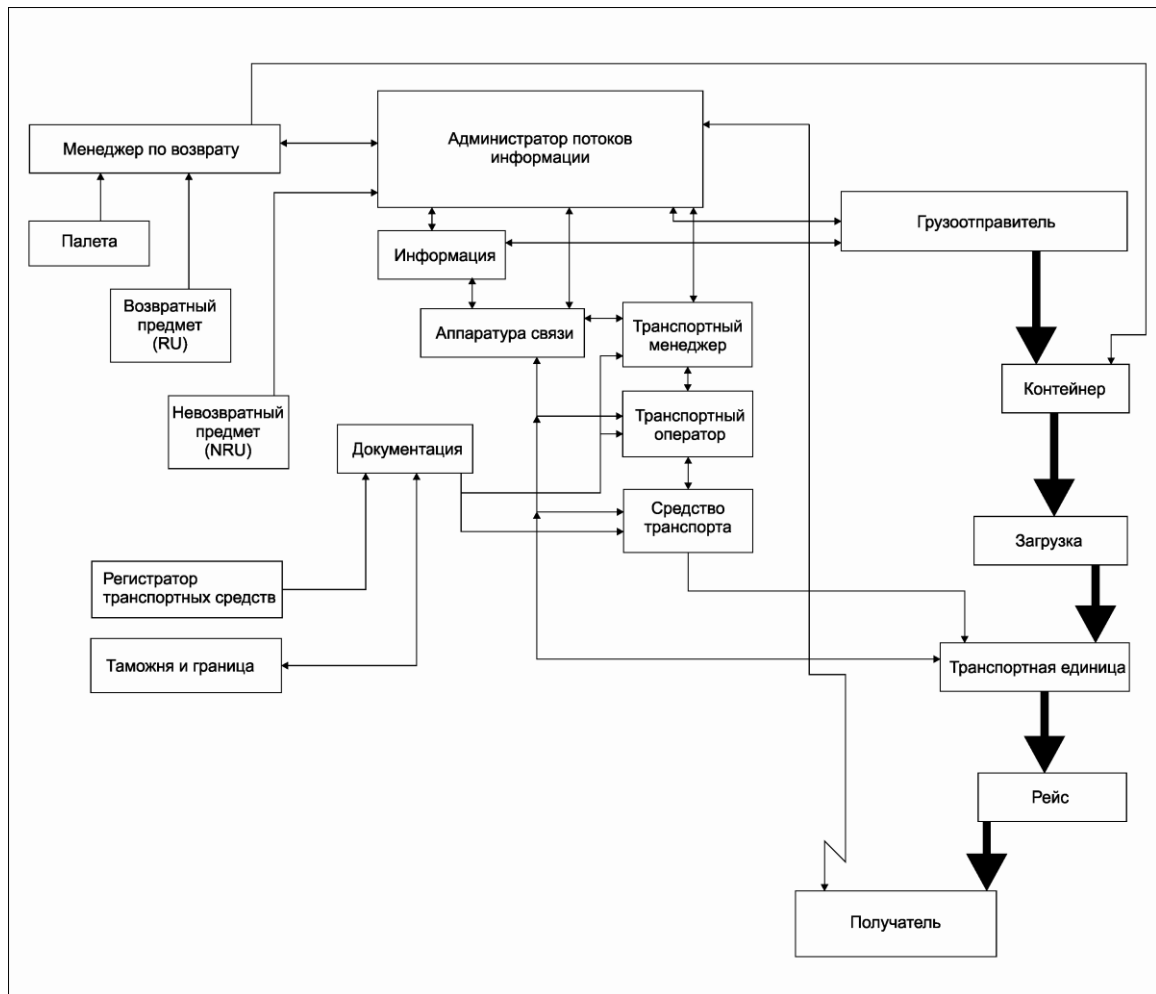 Администратор потоков
информации
Менеджер по возврату
Палета
Возвратный
предмет
(RU)
Невозвратный
предмет
(NRU)
Информация
Грузоотправитель
Аппаратура связи
Транспортный
менеджер
Контейнер
Транспортный
оператор
Документация
Средство
транспорта
Загрузка
Регистратор
транспортных средств
Таможня и граница
Транспортная единица
Рейс
Получатель